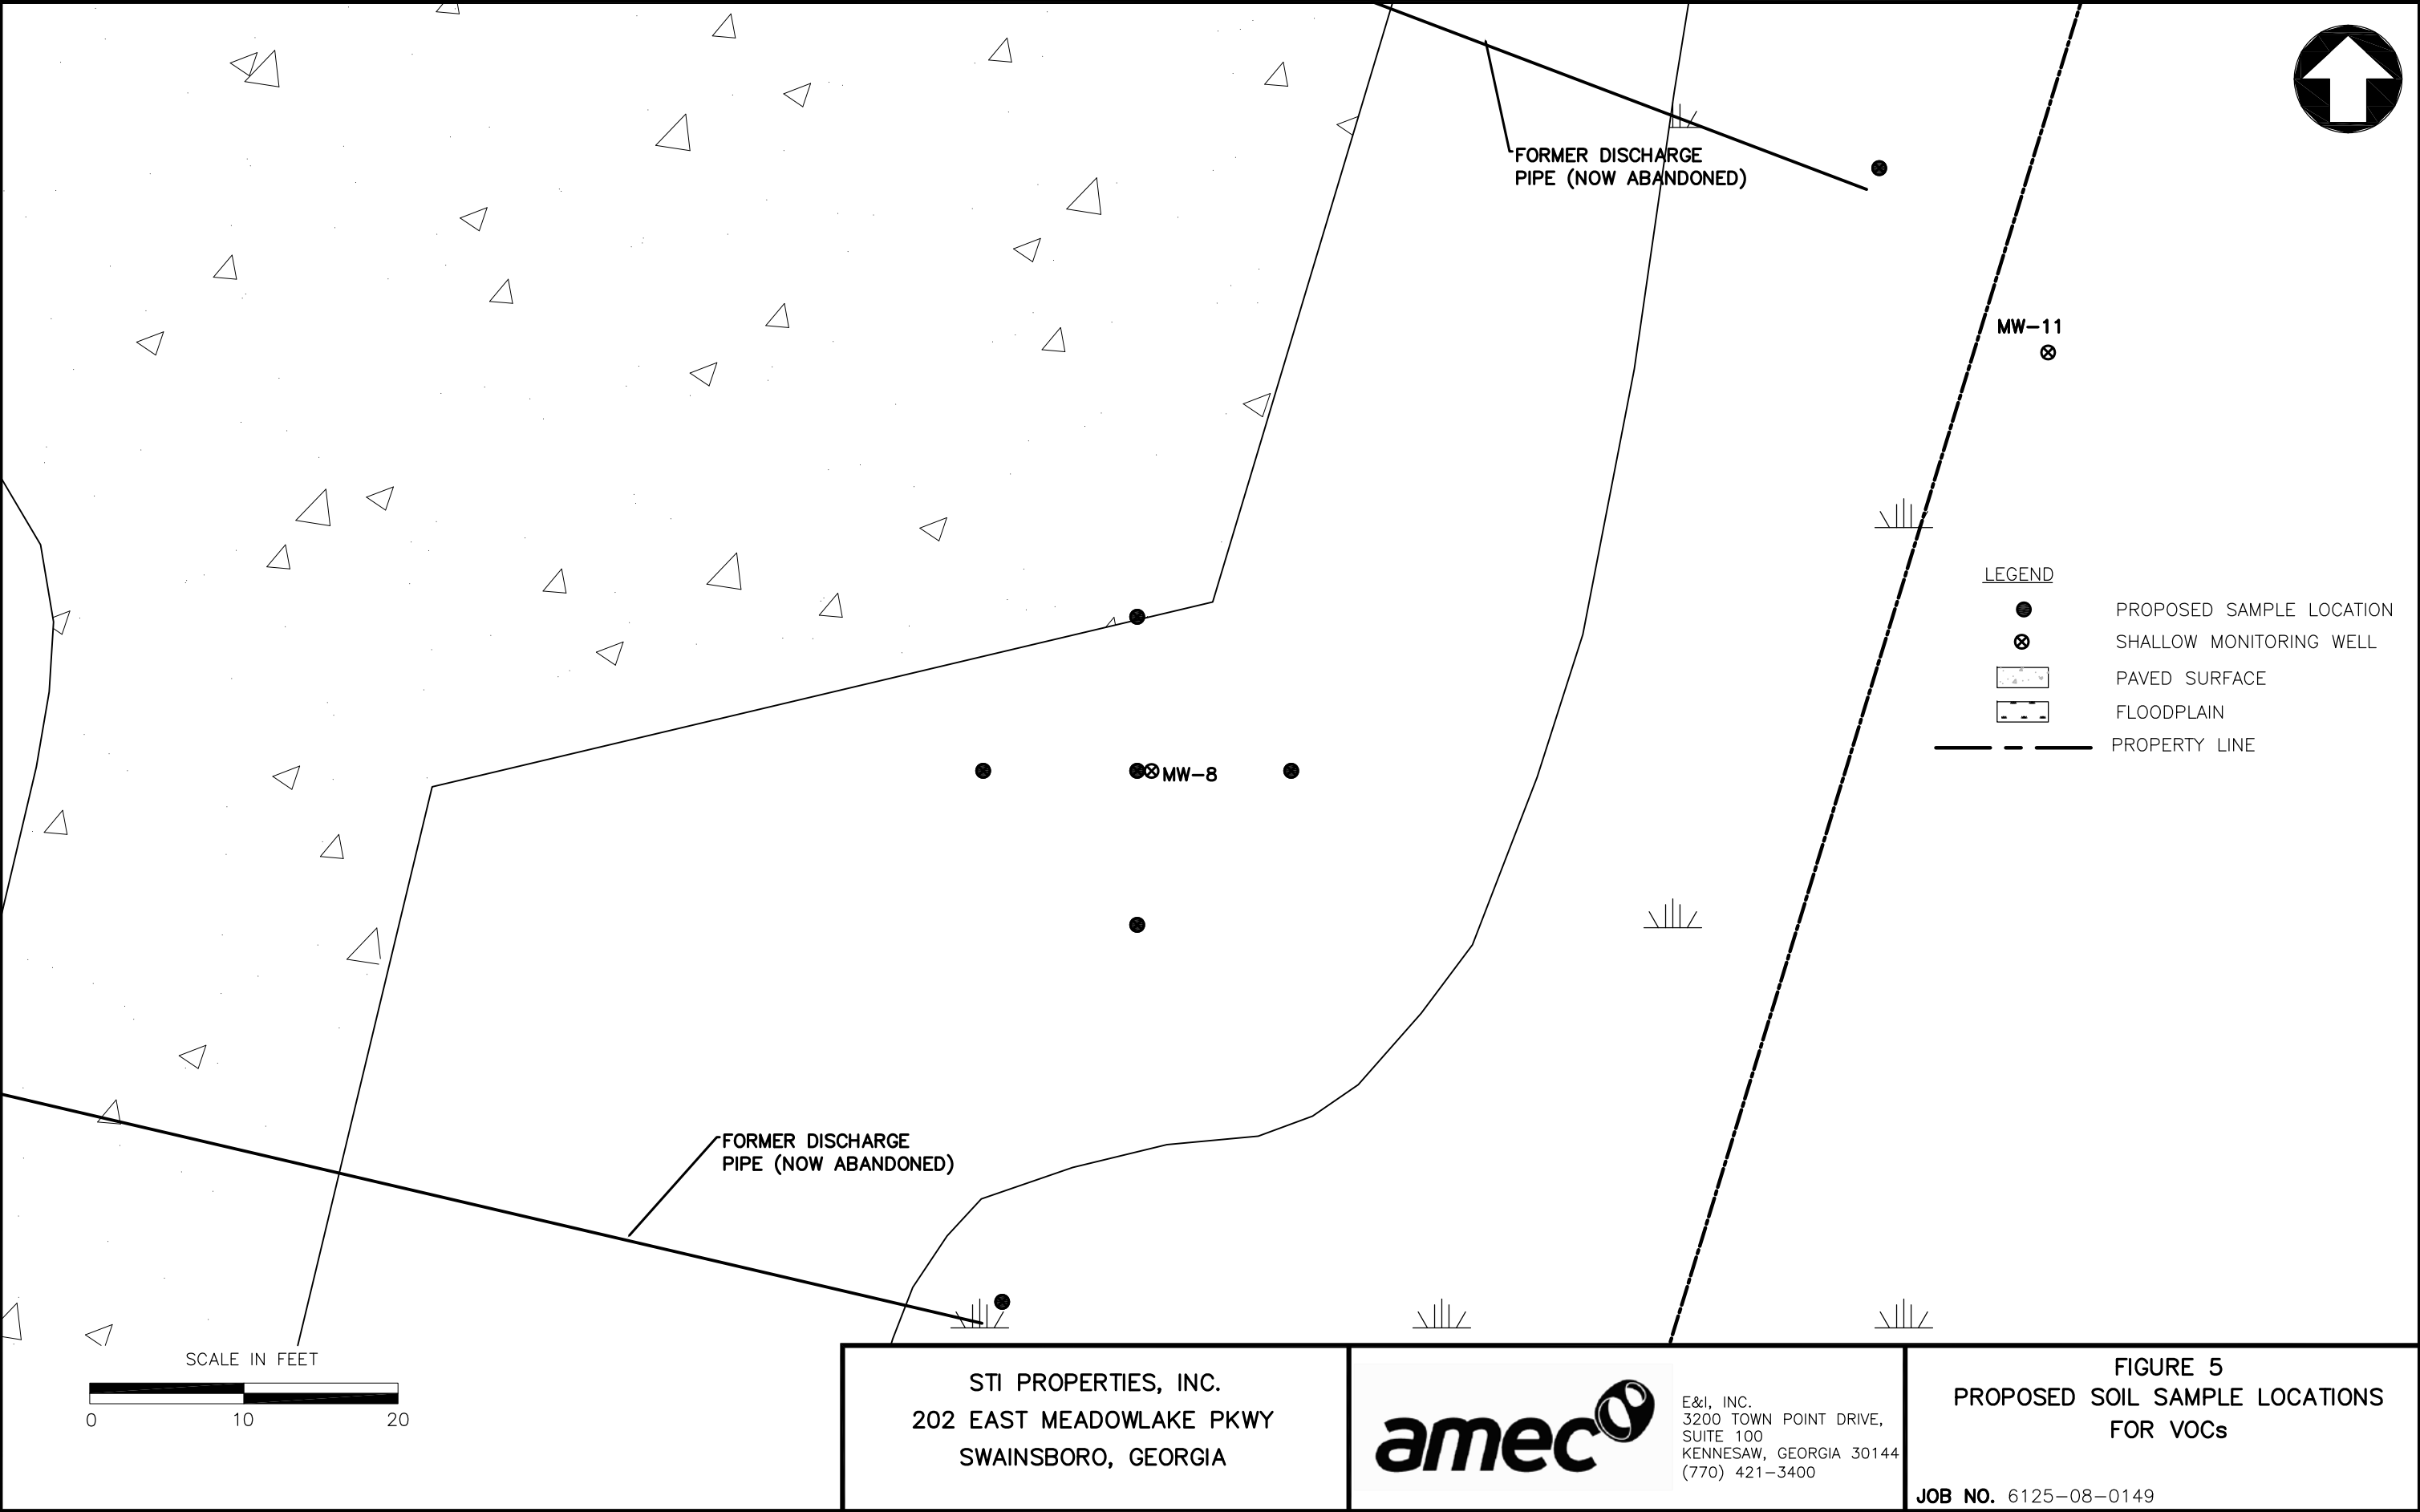 FORMER DISCHARGE
PIPE (NOW ABANDONED)
MW-11
LEGEND
PROPOSED SAMPLE LOCATION
SHALLOW MONITORING WELL
PAVED SURFACE
FLOODPLAIN
PROPERTY LINE
MW-8
FORMER DISCHARGE
PIPE (NOW ABANDONED)
SCALE IN FEET
0 10 20
STI PROPERTIES, INC.
202 EAST MEADOWLAKE PKWY
SWAINSBORO, GEORGIA
amec
E&I, INC.
3200 TOWN POINT DRIVE,
SUITE 100
KENNESAW, GEORGIA 30144
(770) 421-3400
FIGURE 5
PROPOSED SOIL SAMPLE LOCATIONS
FOR VOCs
JOB NO. 6125-08-0149